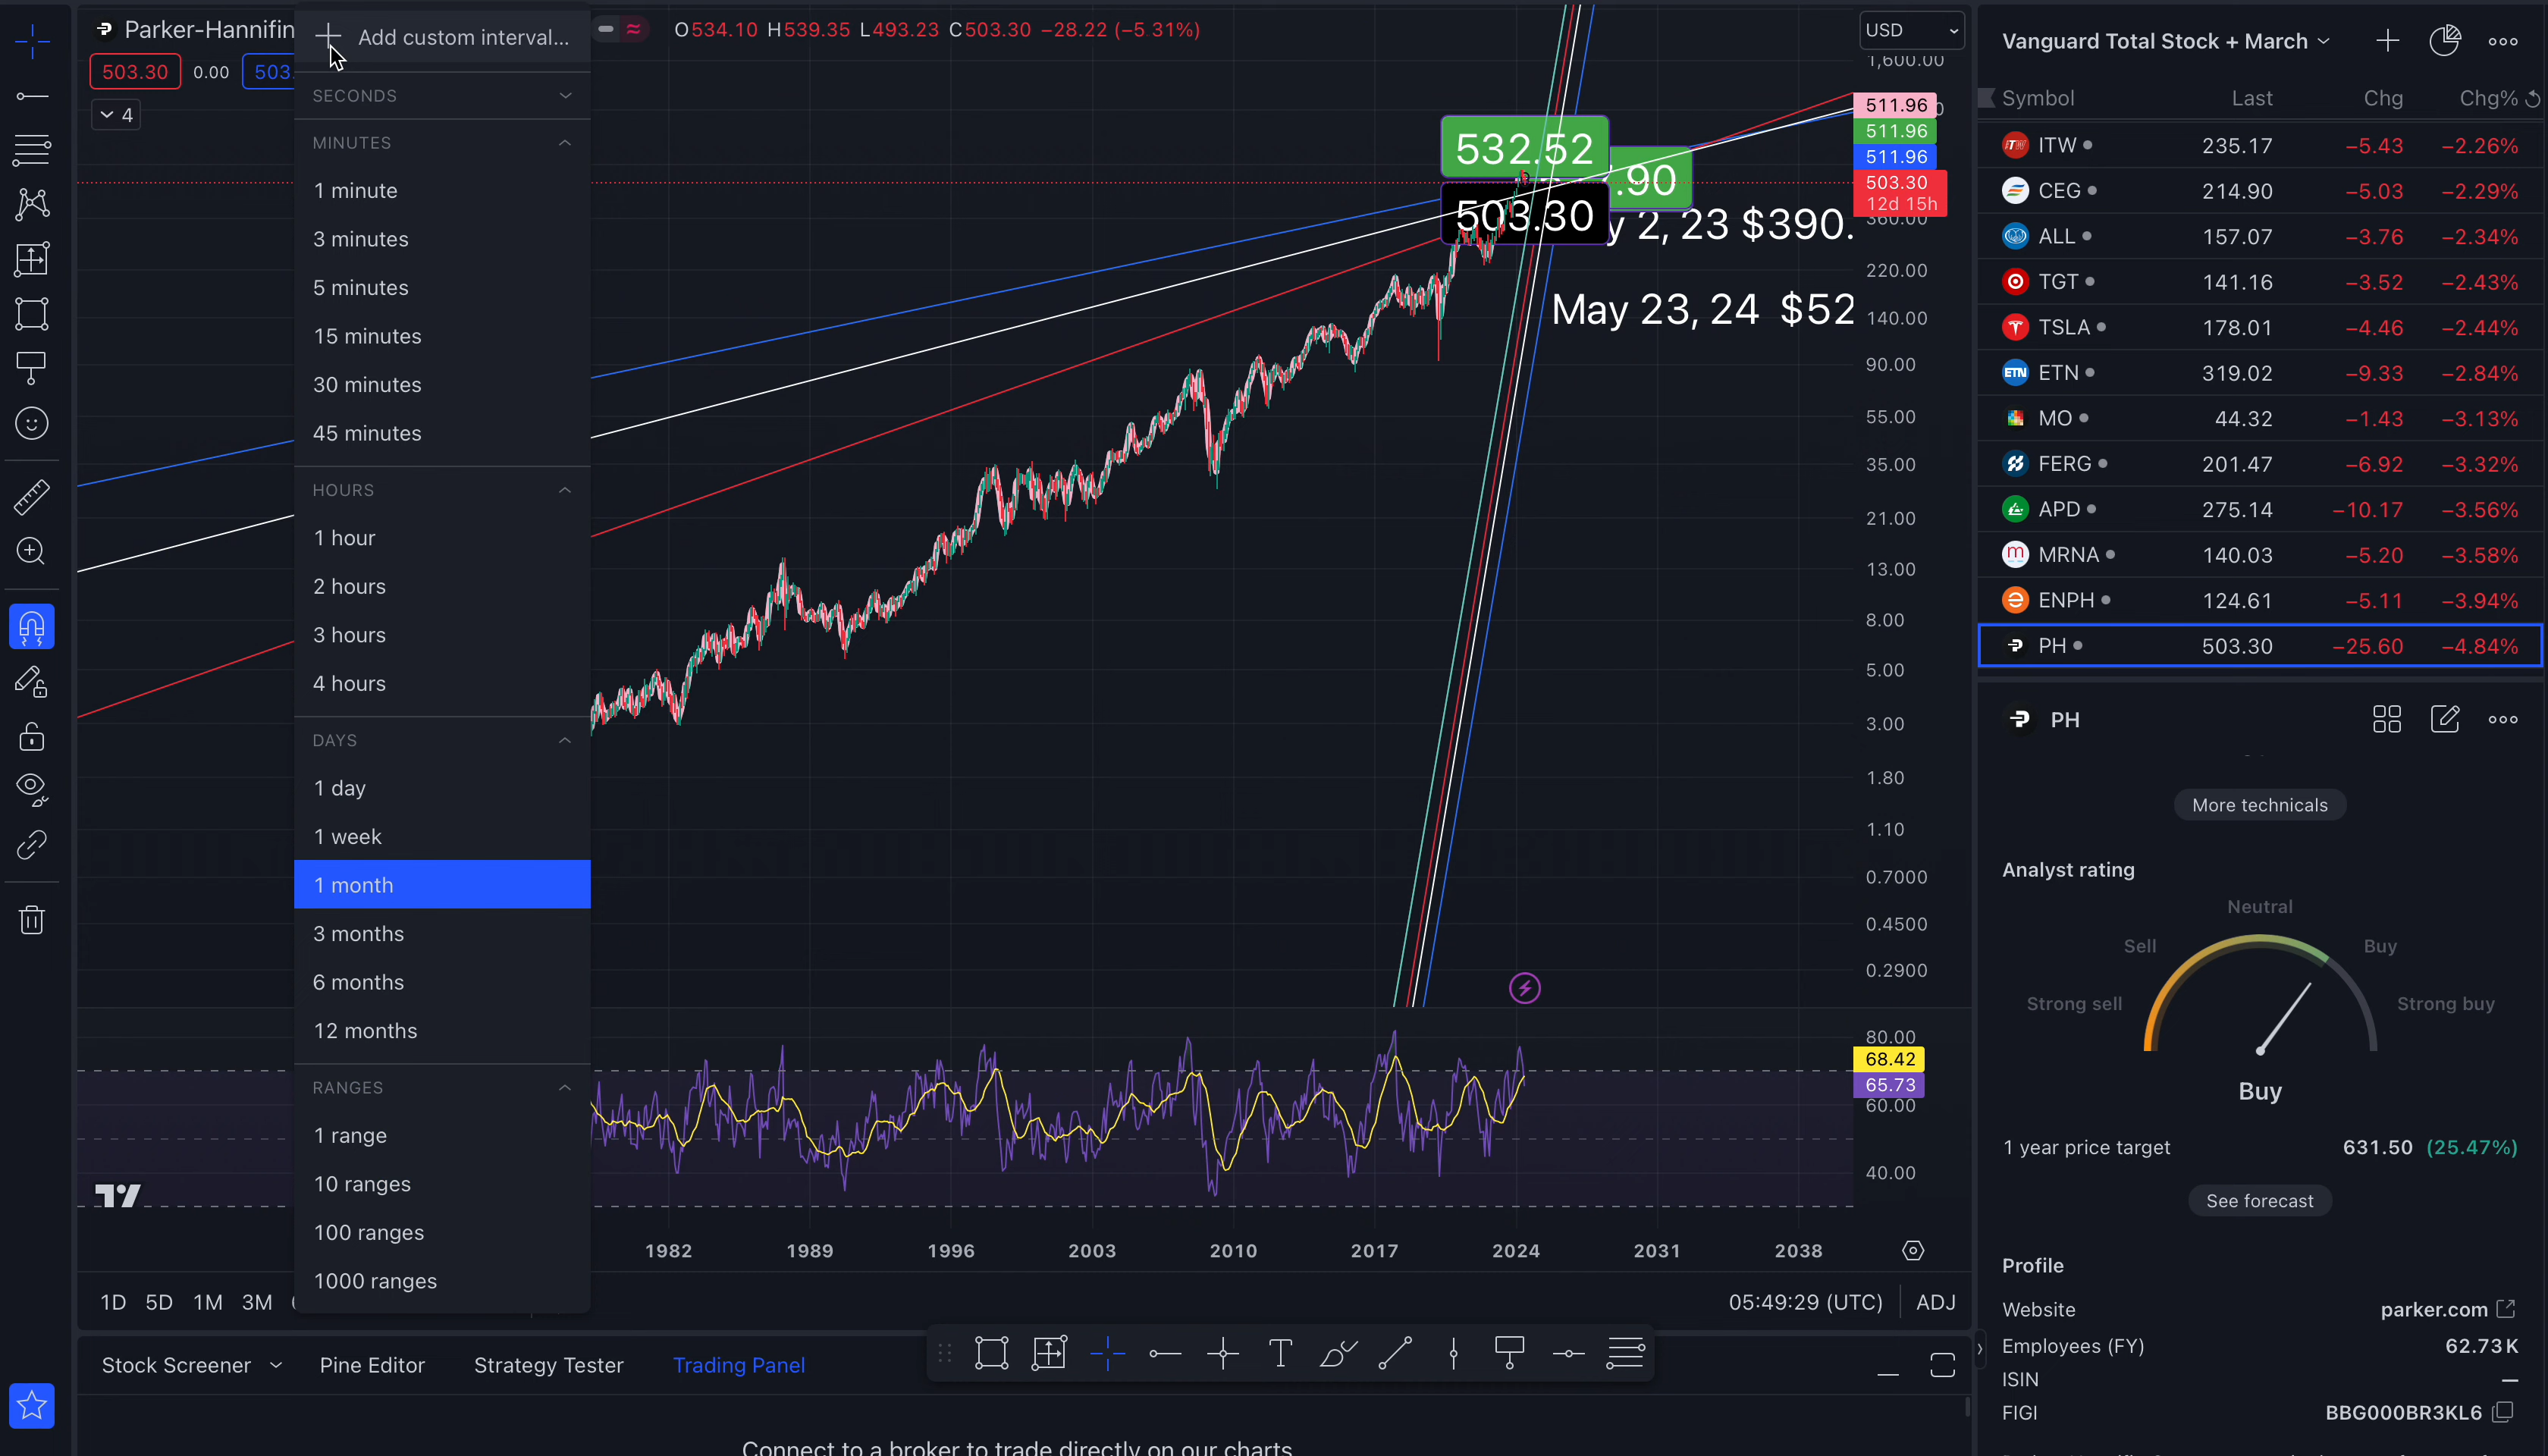 Parker-Hannifin
O534.10 H539.35 L493.23 C503.30 −28.22 (−5.31%)
503.30 0.00 503.
4
Add custom interval...
SECONDS
MINUTES
1 minute
3 minutes
5 minutes
15 minutes
30 minutes
45 minutes
HOURS
1 hour
2 hours
3 hours
4 hours
DAYS
1 day
1 week
1 month
3 months
6 months
12 months
RANGES
1 range
10 ranges
100 ranges
1000 ranges
532.52
.90
503.30
y 2, 23 $390.
May 23, 24 $52
USD
1,600.00
511.96
511.96
511.96
503.30
12d 15h
360.00
220.00
140.00
90.00
55.00
35.00
21.00
13.00
8.00
5.00
3.00
1.80
1.10
0.7000
0.4500
0.2900
80.00
68.42
65.73
60.00
40.00
1982 1989 1996 2003 2010 2017 2024 2031 2038
1D 5D 1M 3M
05:49:29 (UTC) ADJ
Stock Screener Pine Editor Strategy Tester Trading Panel
Connect to a broker to trade directly on our charts
Vanguard Total Stock + March
Symbol Last Chg Chg%
ITW 235.17 −5.43 −2.26%
CEG 214.90 −5.03 −2.29%
ALL 157.07 −3.76 −2.34%
TGT 141.16 −3.52 −2.43%
TSLA 178.01 −4.46 −2.44%
ETN 319.02 −9.33 −2.84%
MO 44.32 −1.43 −3.13%
FERG 201.47 −6.92 −3.32%
APD 275.14 −10.17 −3.56%
MRNA 140.03 −5.20 −3.58%
ENPH 124.61 −5.11 −3.94%
PH 503.30 −25.60 −4.84%
PH
More technicals
Analyst rating
Neutral
Sell Buy
Strong sell Strong buy
Buy
1 year price target 631.50 (25.47%)
See forecast
Profile
Website parker.com
Employees (FY) 62.73K
ISIN —
FIGI BBG000BR3KL6